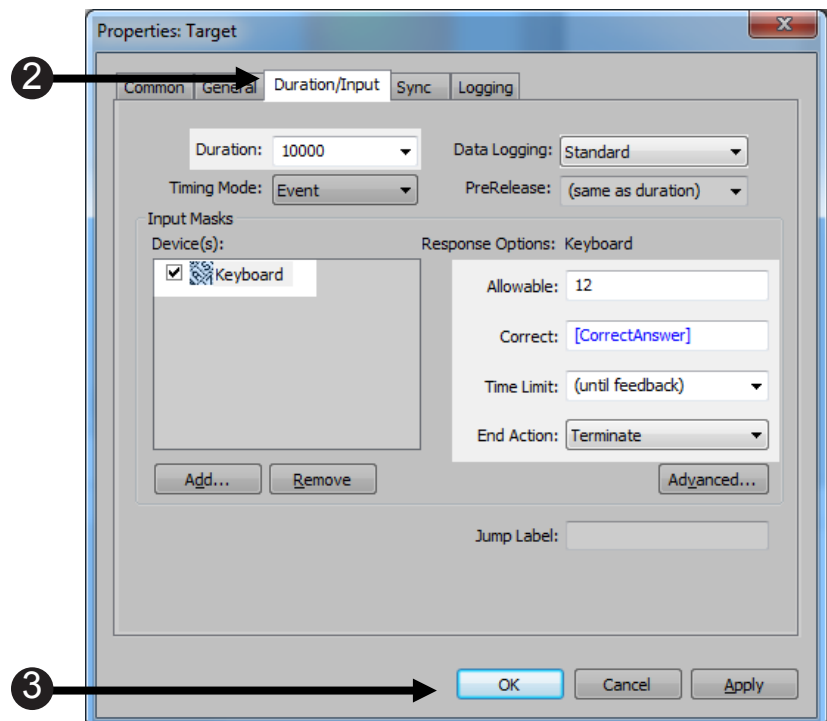 Properties: Target
2
Common General Duration/Input Sync Logging
Duration: 10000 Data Logging: Standard
Timing Mode: Event PreRelease: (same as duration)
Input Masks
Device(s): Response Options: Keyboard
Keyboard
Allowable: 12
Correct: [CorrectAnswer]
Time Limit: (until feedback)
End Action: Terminate
Add... Remove Advanced...
Jump Label:
3
OK Cancel Apply